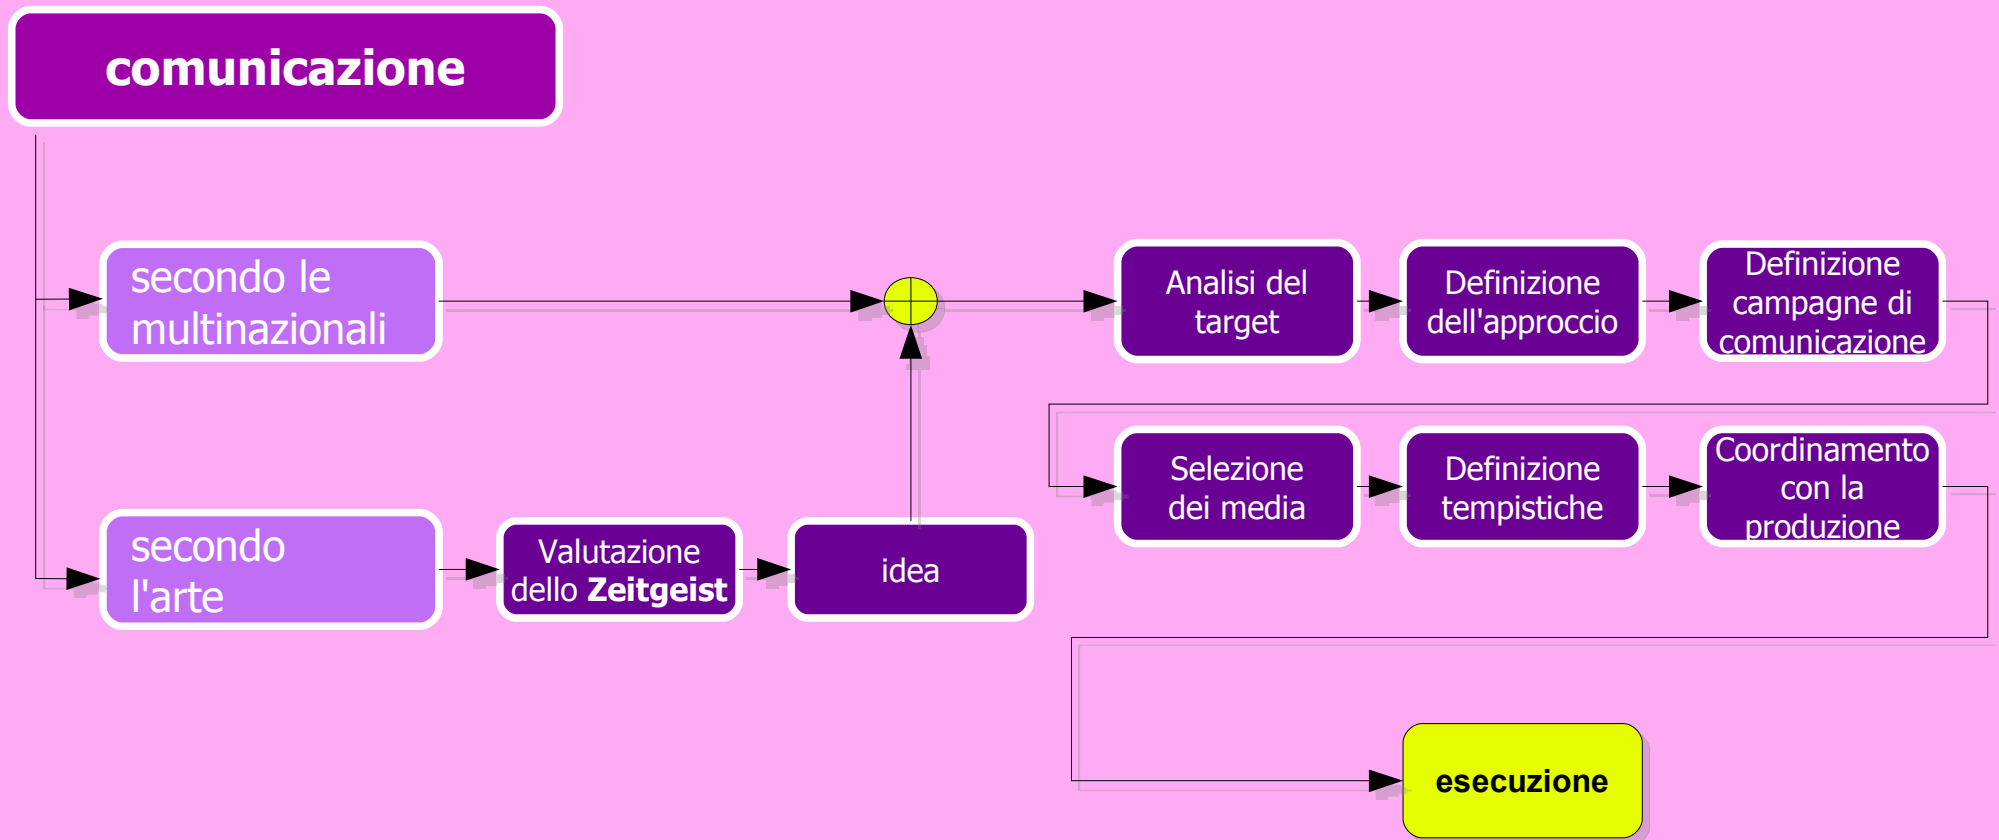 comunicazione
secondo le
multinazionali
Analisi del
target
Definizione
dell'approccio
Definizione
campagne di
comunicazione
Selezione
dei media
Definizione
tempistiche
Coordinamento
con la
produzione
secondo
l'arte
Valutazione
dello Zeitgeist
idea
esecuzione